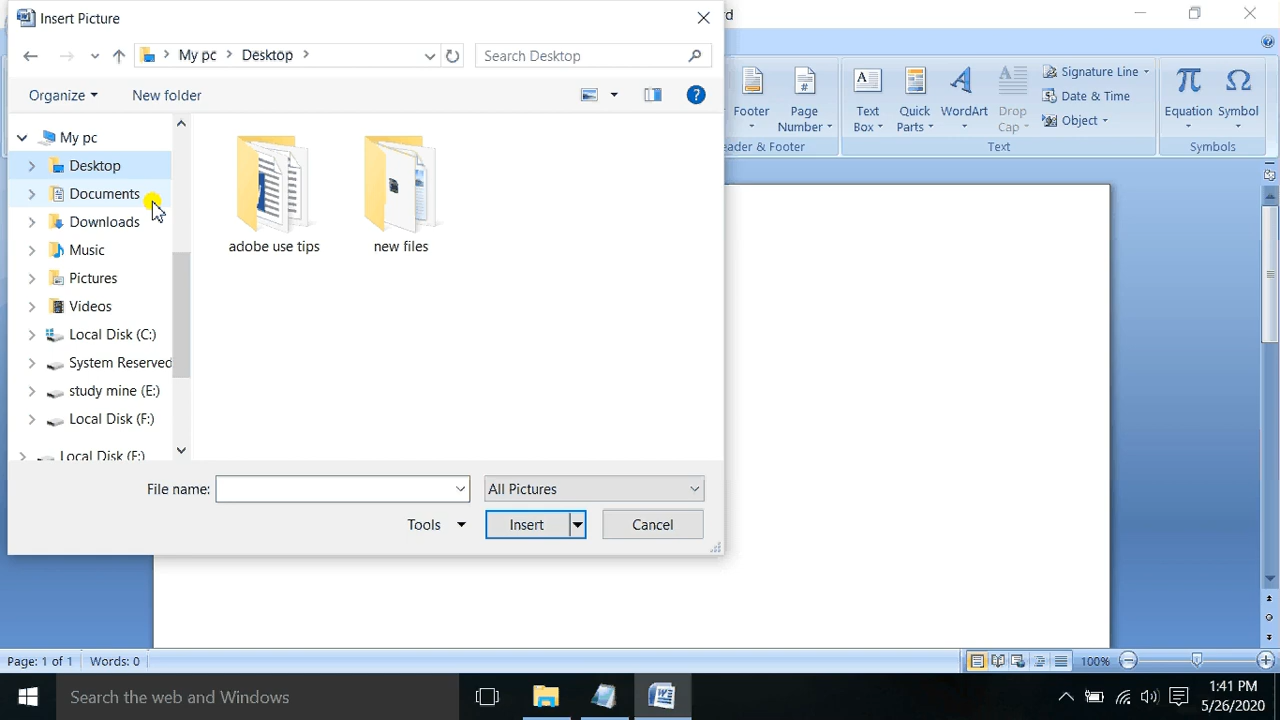 Insert Picture
rd
My pc
Desktop
Search Desktop
Organize
New folder
?
My pc
Desktop
Documents
Downloads
Music
Pictures
Videos
Local Disk (C:)
System Reserved
study mine (E:)
Local Disk (F:)
Local Disk (F:)
adobe use tips
new files
File name:
All Pictures
Tools
Insert
Cancel
Footer
Page
Number
eader & Footer
Text
Box
Quick
Parts
WordArt
Drop
Cap
Signature Line
Date & Time
Object
Text
Equation
Symbol
Symbols
Page: 1 of 1
Words: 0
100%
Search the web and Windows
1:41 PM
5/26/2020